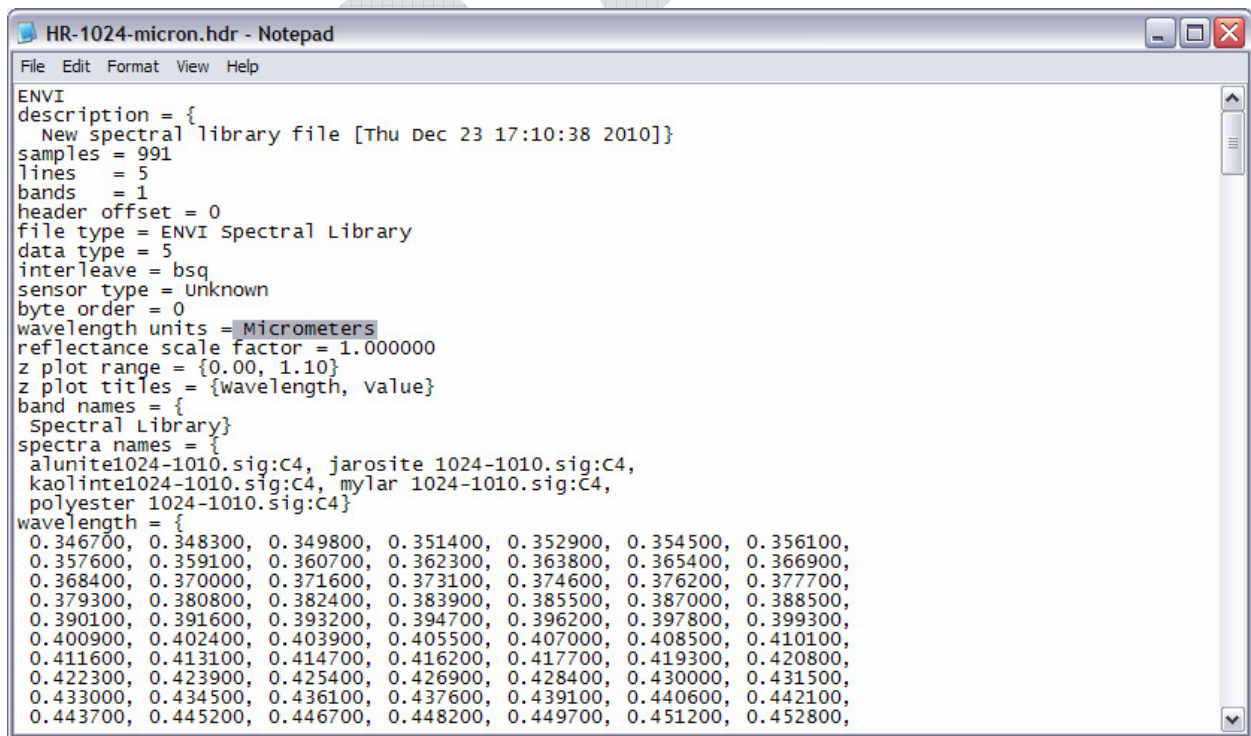 HR-1024-micron.hdr - Notepad
File Edit Format View Help
ENVI
description = {
  New spectral library file [Thu Dec 23 17:10:38 2010]}
samples = 991
lines   = 5
bands   = 1
header offset = 0
file type = ENVI Spectral Library
data type = 5
interleave = bsq
sensor type = Unknown
byte order = 0
wavelength units = Micrometers
reflectance scale factor = 1.000000
z plot range = {0.00, 1.10}
z plot titles = {Wavelength, Value}
band names = {
 Spectral Library}
spectra names = {
 alunite1024-1010.sig:C4, jarosite 1024-1010.sig:C4,
 kaolinte1024-1010.sig:C4, mylar 1024-1010.sig:C4,
 polyester 1024-1010.sig:C4}
wavelength = {
 0.346700, 0.348300, 0.349800, 0.351400, 0.352900, 0.354500, 0.356100,
 0.357600, 0.359100, 0.360700, 0.362300, 0.363800, 0.365400, 0.366900,
 0.368400, 0.370000, 0.371600, 0.373100, 0.374600, 0.376200, 0.377700,
 0.379300, 0.380800, 0.382400, 0.383900, 0.385500, 0.387000, 0.388500,
 0.390100, 0.391600, 0.393200, 0.394700, 0.396200, 0.397800, 0.399300,
 0.400900, 0.402400, 0.403900, 0.405500, 0.407000, 0.408500, 0.410100,
 0.411600, 0.413100, 0.414700, 0.416200, 0.417700, 0.419300, 0.420800,
 0.422300, 0.423900, 0.425400, 0.426900, 0.428400, 0.430000, 0.431500,
 0.433000, 0.434500, 0.436100, 0.437600, 0.439100, 0.440600, 0.442100,
 0.443700, 0.445200, 0.446700, 0.448200, 0.449700, 0.451200, 0.452800,